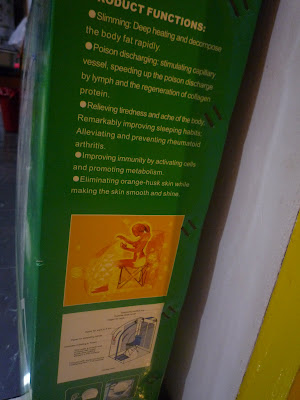 PRODUCT FUNCTIONS:
●Slimming: Deep heating and decompose
the body fat rapidly.
●Poison discharging: stimulating capillary
vessel, speeding up the poison discharge
by lymph and the regeneration of collagen
protein.
●Relieving tiredness and ache of the body:
Remarkably improving sleeping habits;
Alleviating and preventing rheumatoid
arthritis.
●Improving immunity by activating cells
and promoting metabolism.
●Eliminating orange-husk skin while
making the skin smooth and shine.